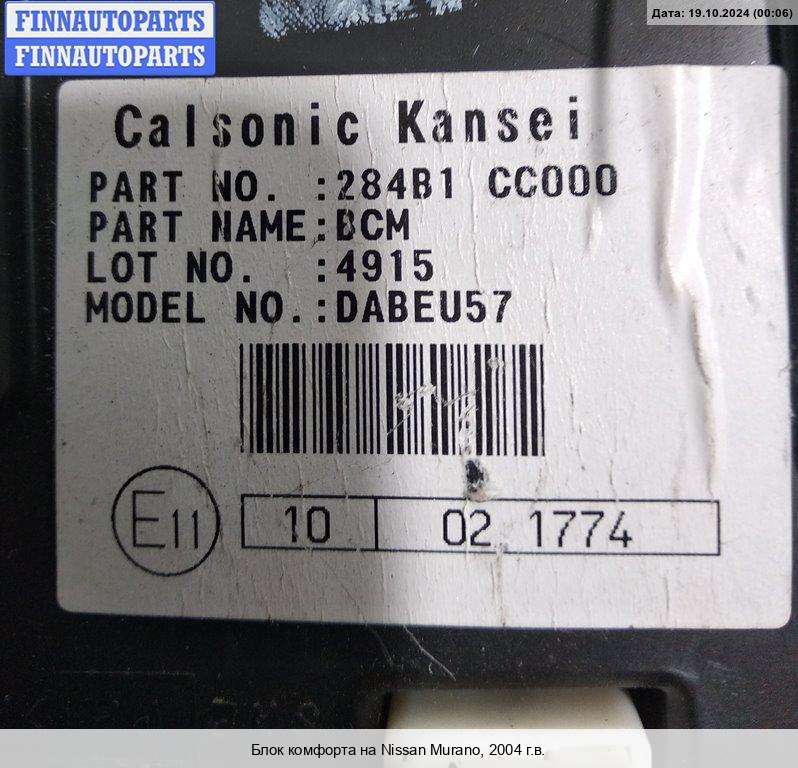 FINNAUTOPARTS
FINNAUTOPARTS
Дата: 19.10.2024 (00:06)
Calsonic Kansei
PART NO. :284B1 CC000
PART NAME:BCM
LOT NO. :4915
MODEL NO.:DABEU57
E11
10 02 1774
Блок комфорта на Nissan Murano, 2004 г.в.